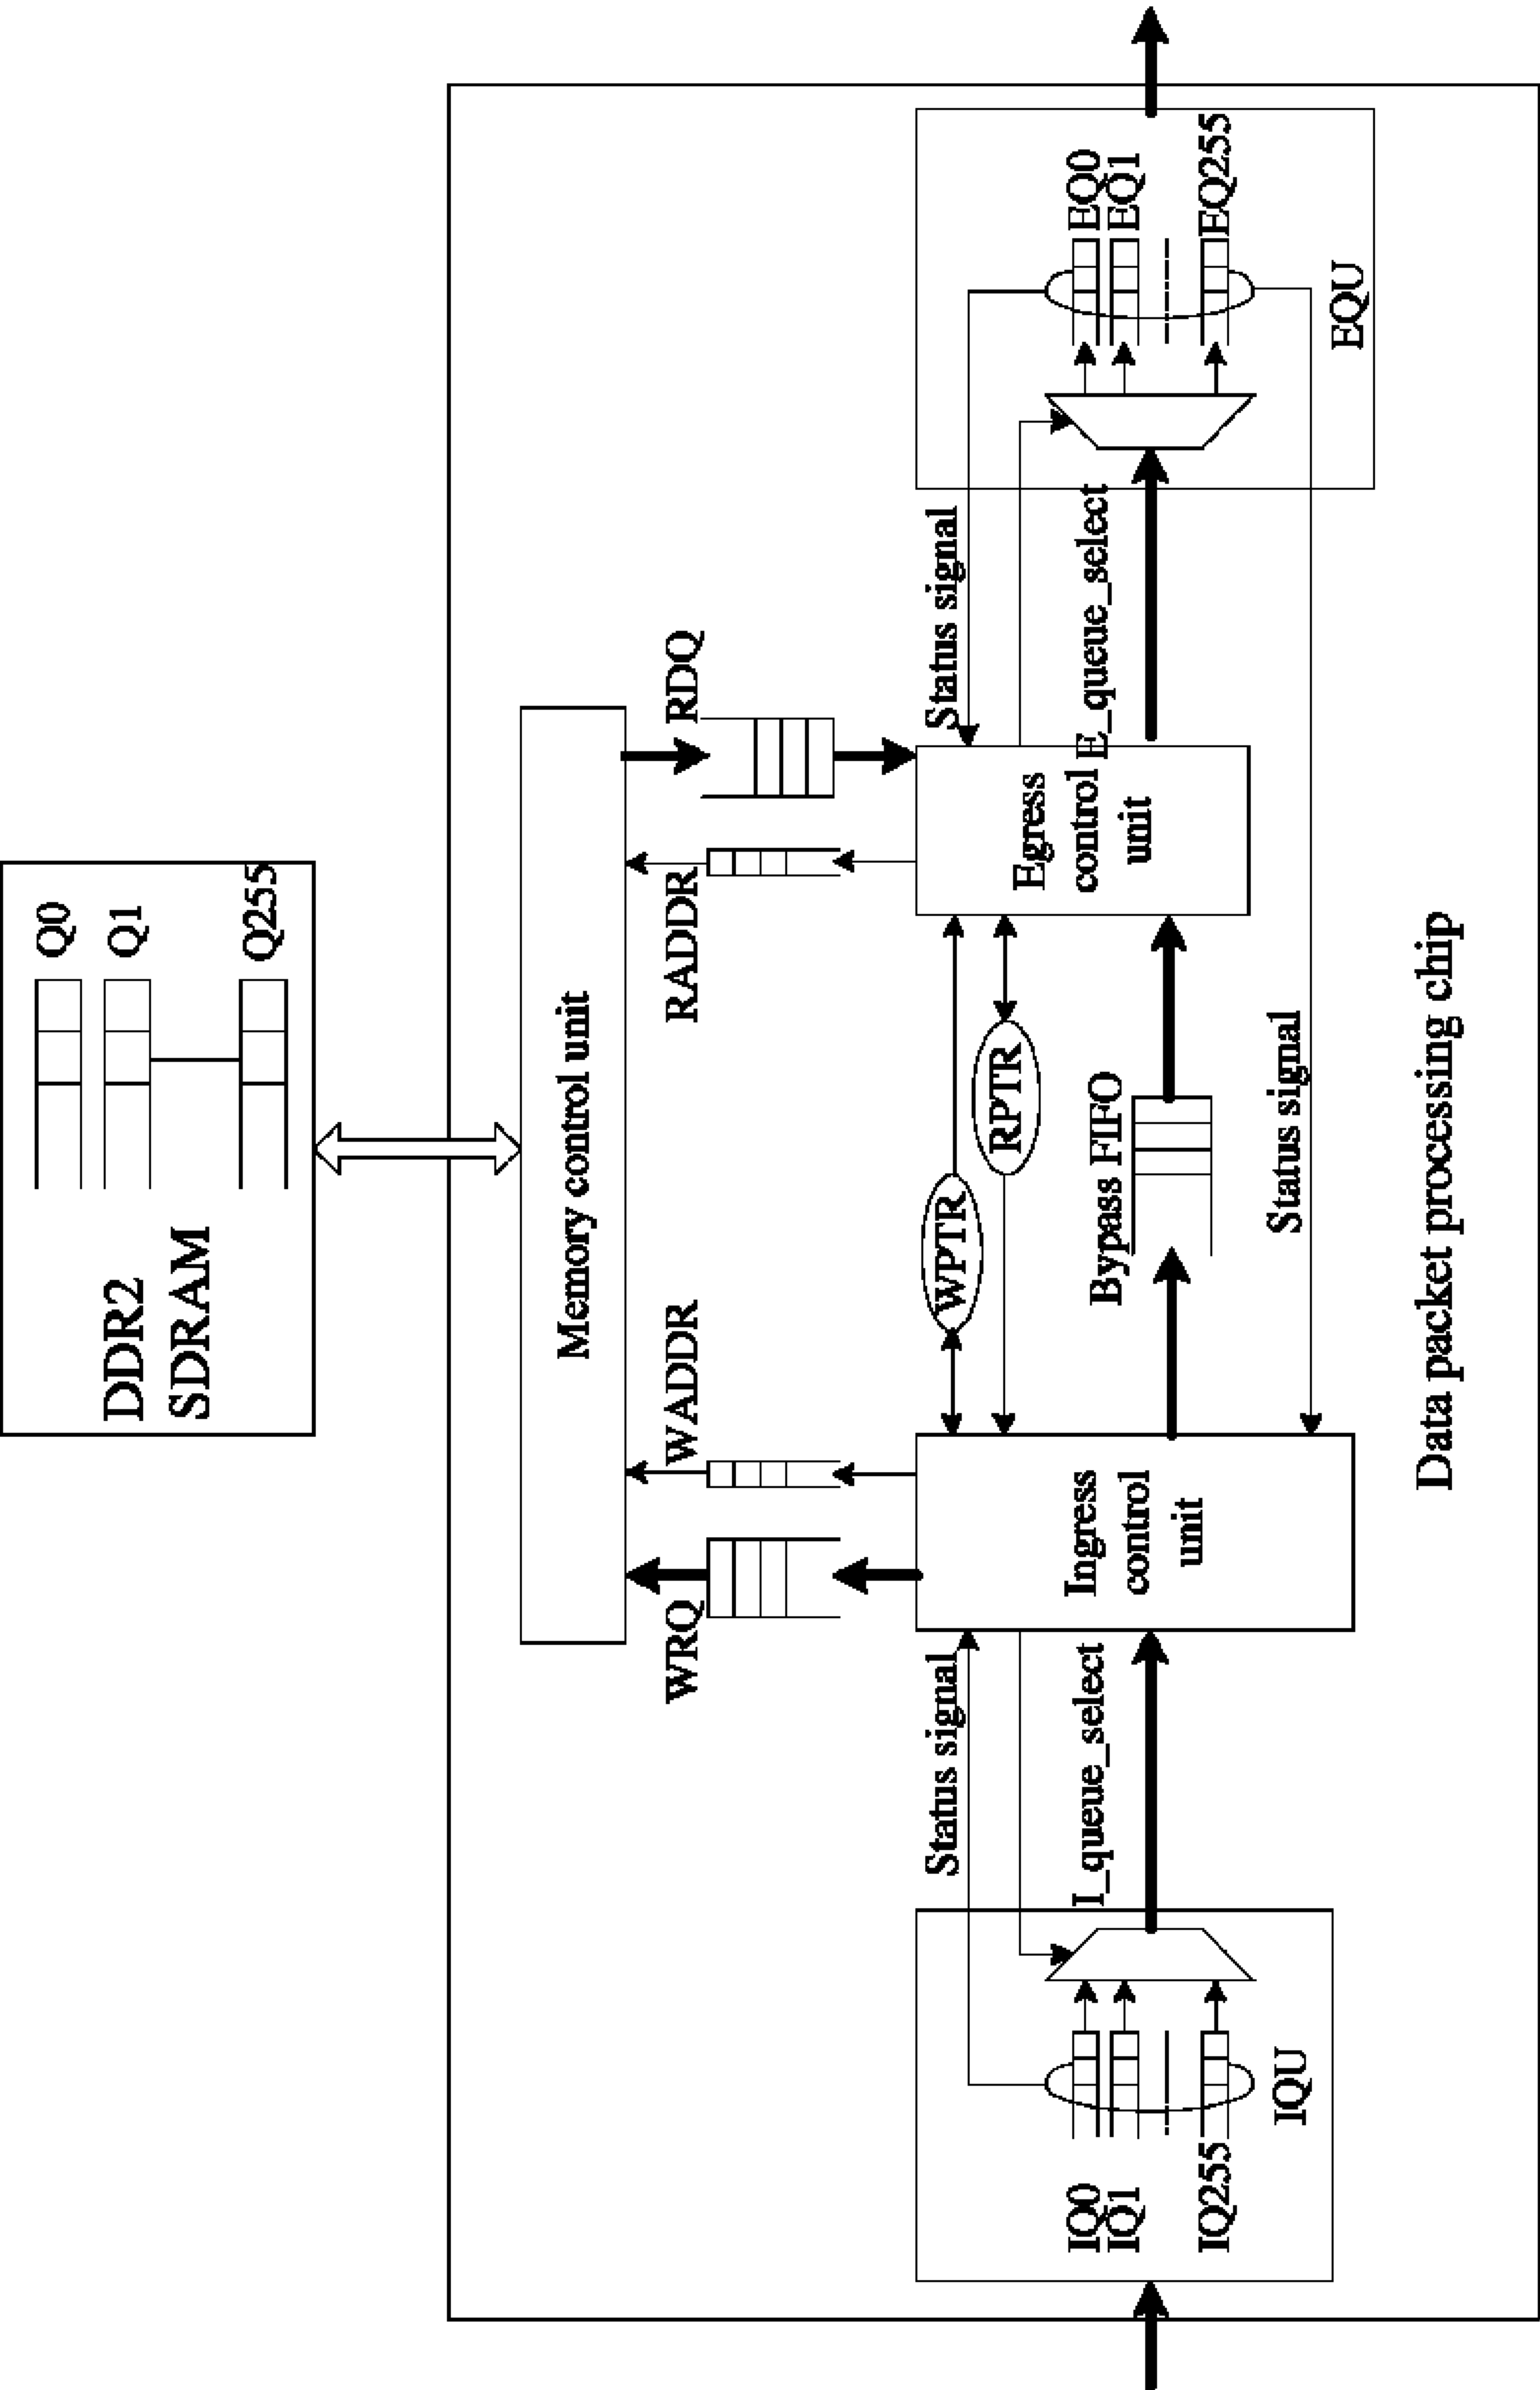 Q0
Q1
Q255
DDR2
SDRAM
Memory control unit
WRQ
WADDR
RADDR
RDQ
Status signal
I_queue_select
IQ0
IQ1
IQ255
IQU
Ingress
control
unit
WPTR
RPTR
Bypass FIFO
Status signal
Egress
control
unit
Status signal
E_queue_select
EQ0
EQ1
EQ255
EQU
Data packet processing chip